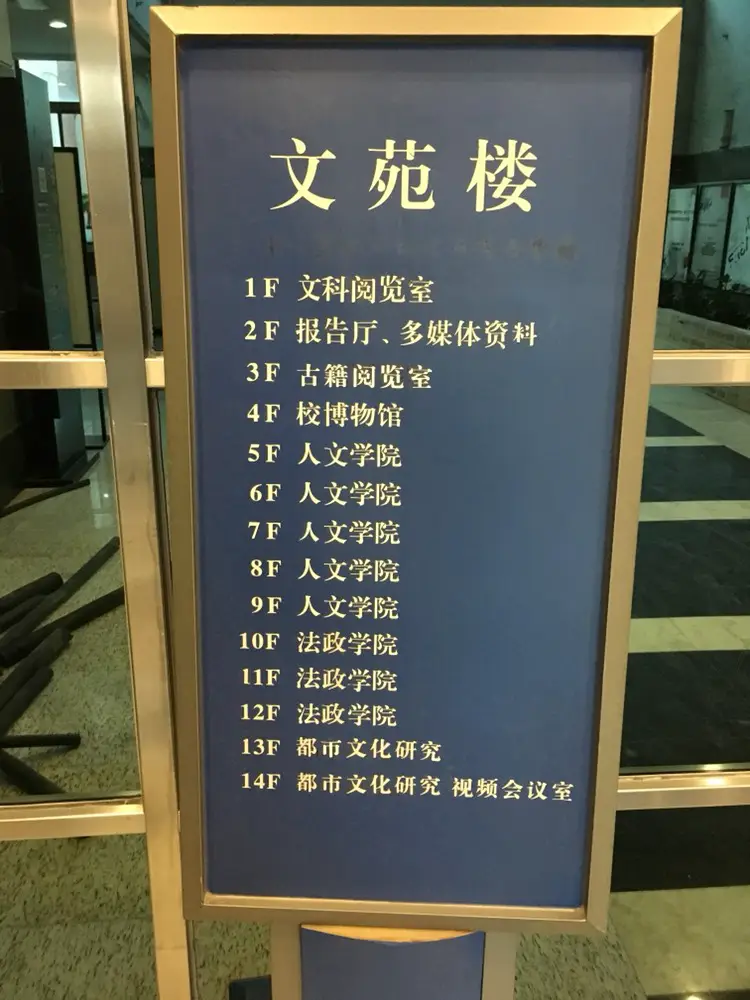 文苑楼
1F 文科阅览室
2F 报告厅、多媒体资料
3F 古籍阅览室
4F 校博物馆
5F 人文学院
6F 人文学院
7F 人文学院
8F 人文学院
9F 人文学院
10F 法政学院
11F 法政学院
12F 法政学院
13F 都市文化研究
14F 都市文化研究 视频会议室